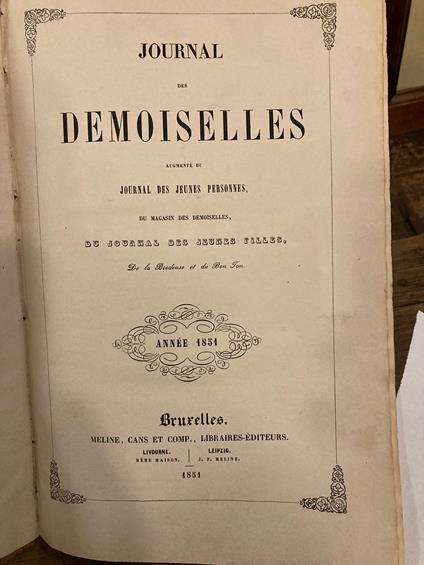 JOURNAL
DES
DEMOISELLES
AUGMENTÉ DU
JOURNAL DES JEUNES PERSONNES,
DU MAGASIN DES DEMOISELLES,
DU JOURNAL DES JEUNES FILLES,
De la Brodeuse et du Bon Ton.
ANNÉE 1851
Bruxelles.
MELINE, CANS ET COMP., LIBRAIRES-ÉDITEURS.
LIVOURNE. LEIPZIG.
MÊME MAISON. J. P. MELINE.
1851